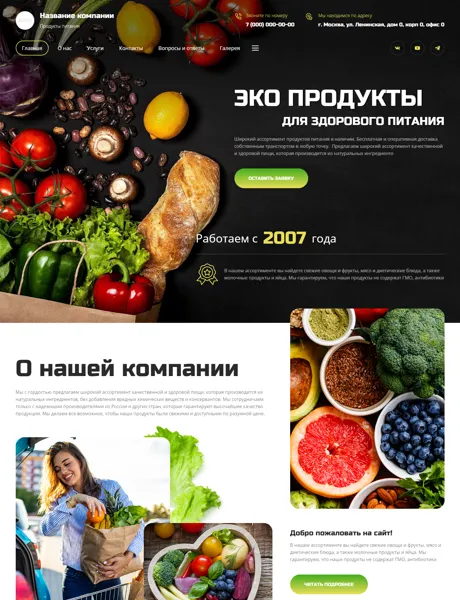 Название компании
Продукты питания
Звоните по номеру
7 (000) 000-00-00
Мы находимся по адресу
г. Москва, ул. Ленинская, дом 0, корп 0, офис 0
Главная
О нас
Услуги
Контакты
Вопросы и ответы
Галерея
ЭКО ПРОДУКТЫ
ДЛЯ ЗДОРОВОГО ПИТАНИЯ
Широкий ассортимент продуктов питания в наличии. Бесплатная и оперативная доставка
собственным транспортом в любую точку. Предлагаем широкий ассортимент качественной
и здоровой пищи, которая производится из натуральных ингредиенто
ОСТАВИТЬ ЗАЯВКУ
Работаем с 2007 года
В нашем ассортименте вы найдете свежие овощи и фрукты, мясо и диетические блюда, а также
молочные продукты и яйца. Мы гарантируем, что наши продукты не содержат ГМО, антибиотики
О нашей компании
Мы с гордостью предлагаем широкий ассортимент качественной и здоровой пищи, которая производится из
натуральных ингредиентов, без добавления вредных химических веществ и консервантов. Мы сотрудничаем
только с надежными производителями из России и других стран, которые гарантируют высочайшее качество
продукции. Мы делаем все возможное, чтобы наши продукты были свежими и доступными по разумной цене.
Добро пожаловать на сайт!
В нашем ассортименте вы найдете свежие овощи и фрукты, мясо и
диетические блюда, а также молочные продукты и яйца. Мы
гарантируем, что наши продукты не содержат ГМО, антибиотики
ЧИТАТЬ ПОДРОБНЕЕ